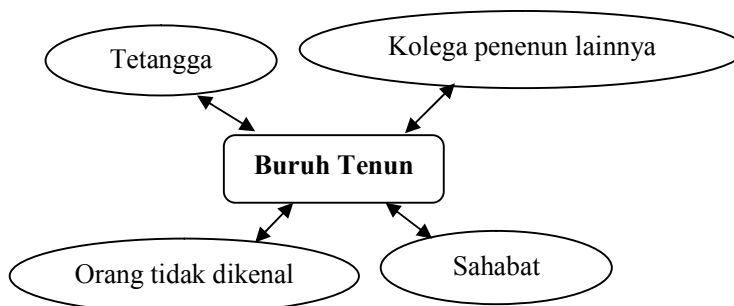 Tetangga
Kolega penenun lainnya
Buruh Tenun
Orang tidak dikenal
Sahabat